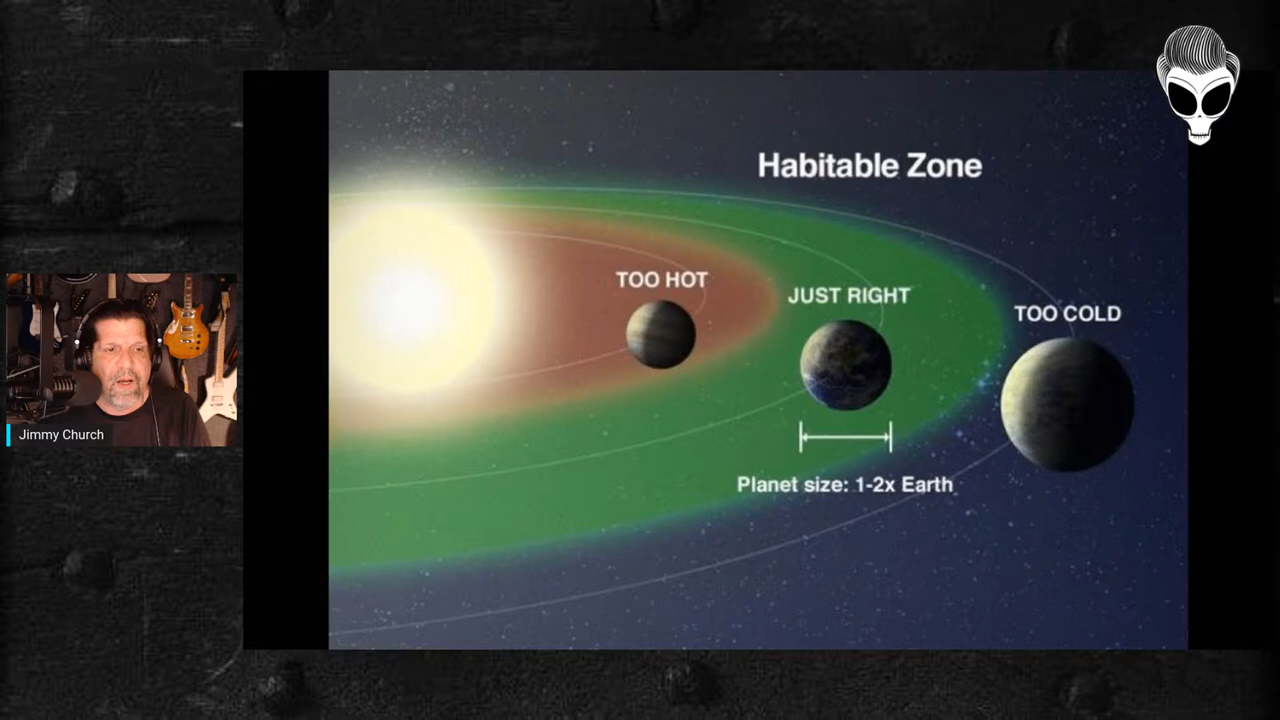 Habitable Zone
TOO HOT
JUST RIGHT
TOO COLD
Planet size: 1-2x Earth
Jimmy Church